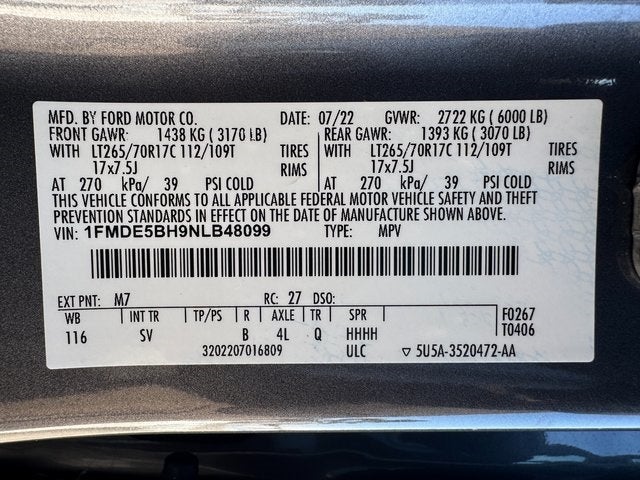 MFD. BY FORD MOTOR CO. DATE: 07/22 GVWR: 2722 KG ( 6000 LB)
FRONT GAWR: 1438 KG ( 3170 LB) REAR GAWR: 1393 KG ( 3070 LB)
WITH LT265/70R17C 112/109T TIRES WITH LT265/70R17C 112/109T TIRES
17x7.5J RIMS 17x7.5J RIMS
AT 270 kPa/ 39 PSI COLD AT 270 kPa/ 39 PSI COLD
THIS VEHICLE CONFORMS TO ALL APPLICABLE FEDERAL MOTOR VEHICLE SAFETY AND THEFT
PREVENTION STANDARDS IN EFFECT ON THE DATE OF MANUFACTURE SHOWN ABOVE.
VIN: 1FMDE5BH9NLB48099 TYPE: MPV
EXT PNT: M7 RC: 27 DSO:
WB INT TR TP/PS R AXLE TR SPR F0267
116 SV B 4L Q HHHH T0406
3202207016809 ULC ▽ 5U5A-3520472-AA